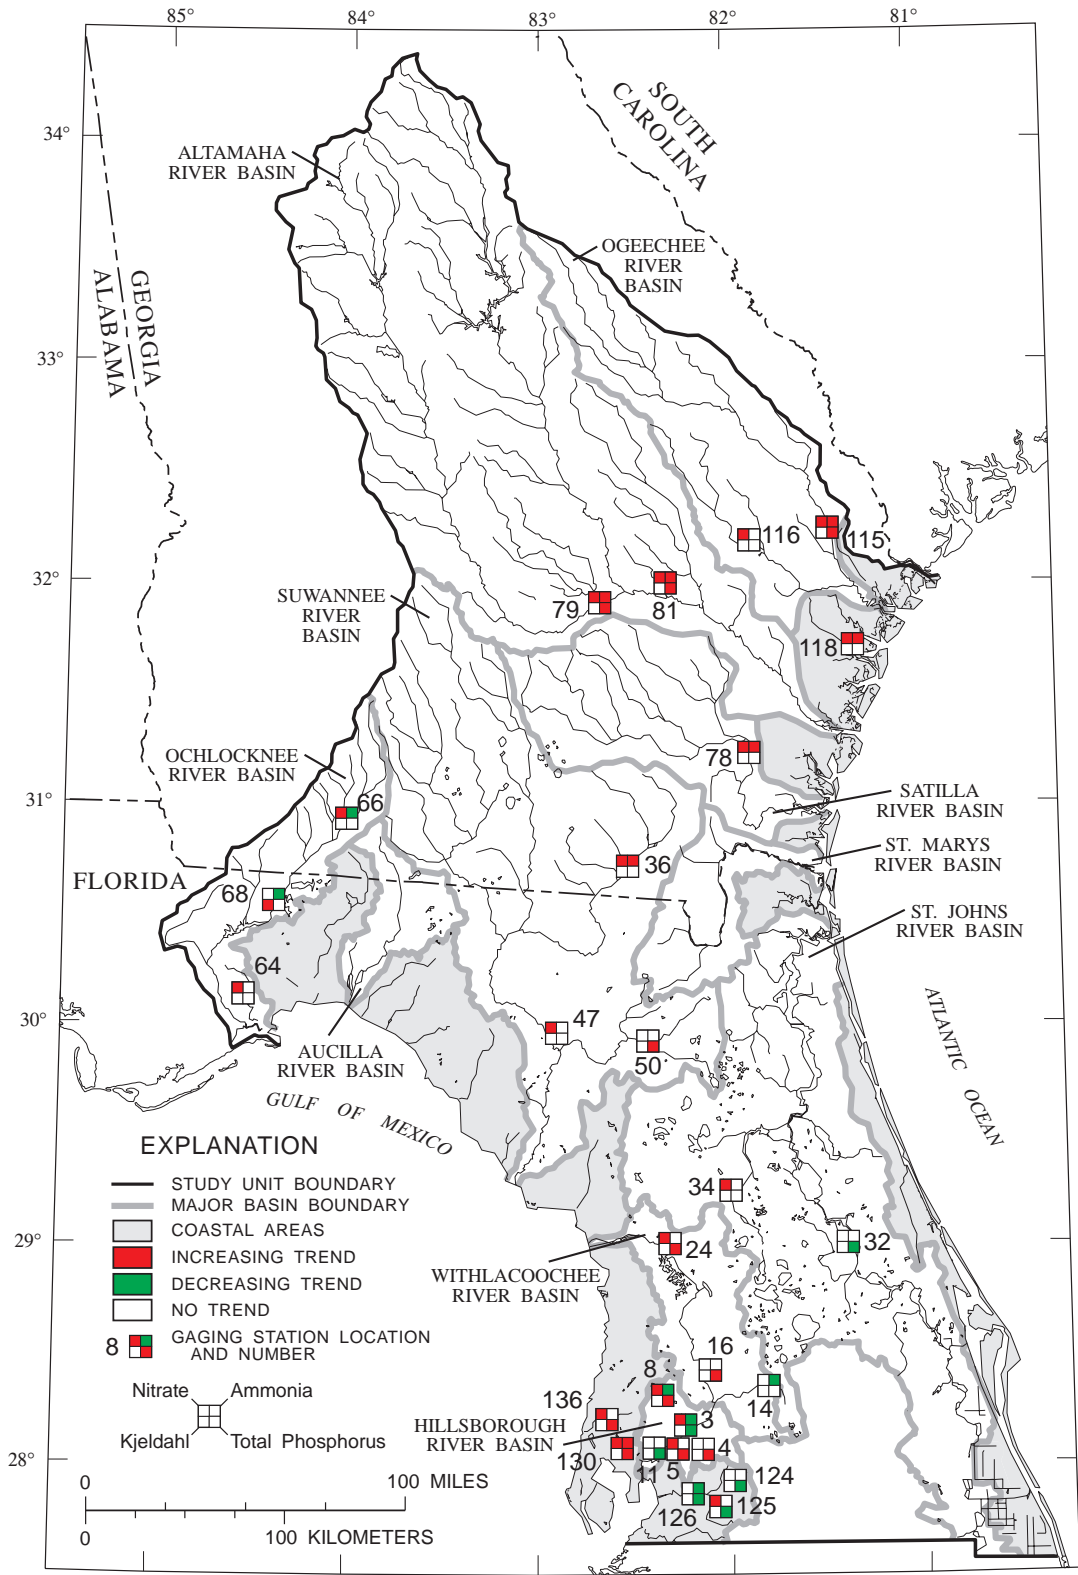 85°
84°
83°
82°
81°
34°
33°
32°
31°
30°
29°
28°
SOUTH
CAROLINA
ALTAMAHA
RIVER BASIN
OGEECHEE
RIVER
BASIN
GEORGIA
ALABAMA
116
115
SUWANNEE
RIVER
BASIN
79
81
118
OCHLOCKNEE
RIVER BASIN
78
66
SATILLA
RIVER BASIN
36
ST. MARYS
RIVER BASIN
FLORIDA
68
ST. JOHNS
RIVER BASIN
64
47
50
AUCILLA
RIVER BASIN
ATLANTIC OCEAN
GULF OF MEXICO
34
32
24
WITHLACOOCHEE
RIVER BASIN
16
8
14
136
3
HILLSBOROUGH
RIVER BASIN
130
11
5
4
124
125
126
EXPLANATION
STUDY UNIT BOUNDARY
MAJOR BASIN BOUNDARY
COASTAL AREAS
INCREASING TREND
DECREASING TREND
NO TREND
8 GAGING STATION LOCATION
AND NUMBER
Nitrate Ammonia
Kjeldahl Total Phosphorus
0 100 MILES
0 100 KILOMETERS